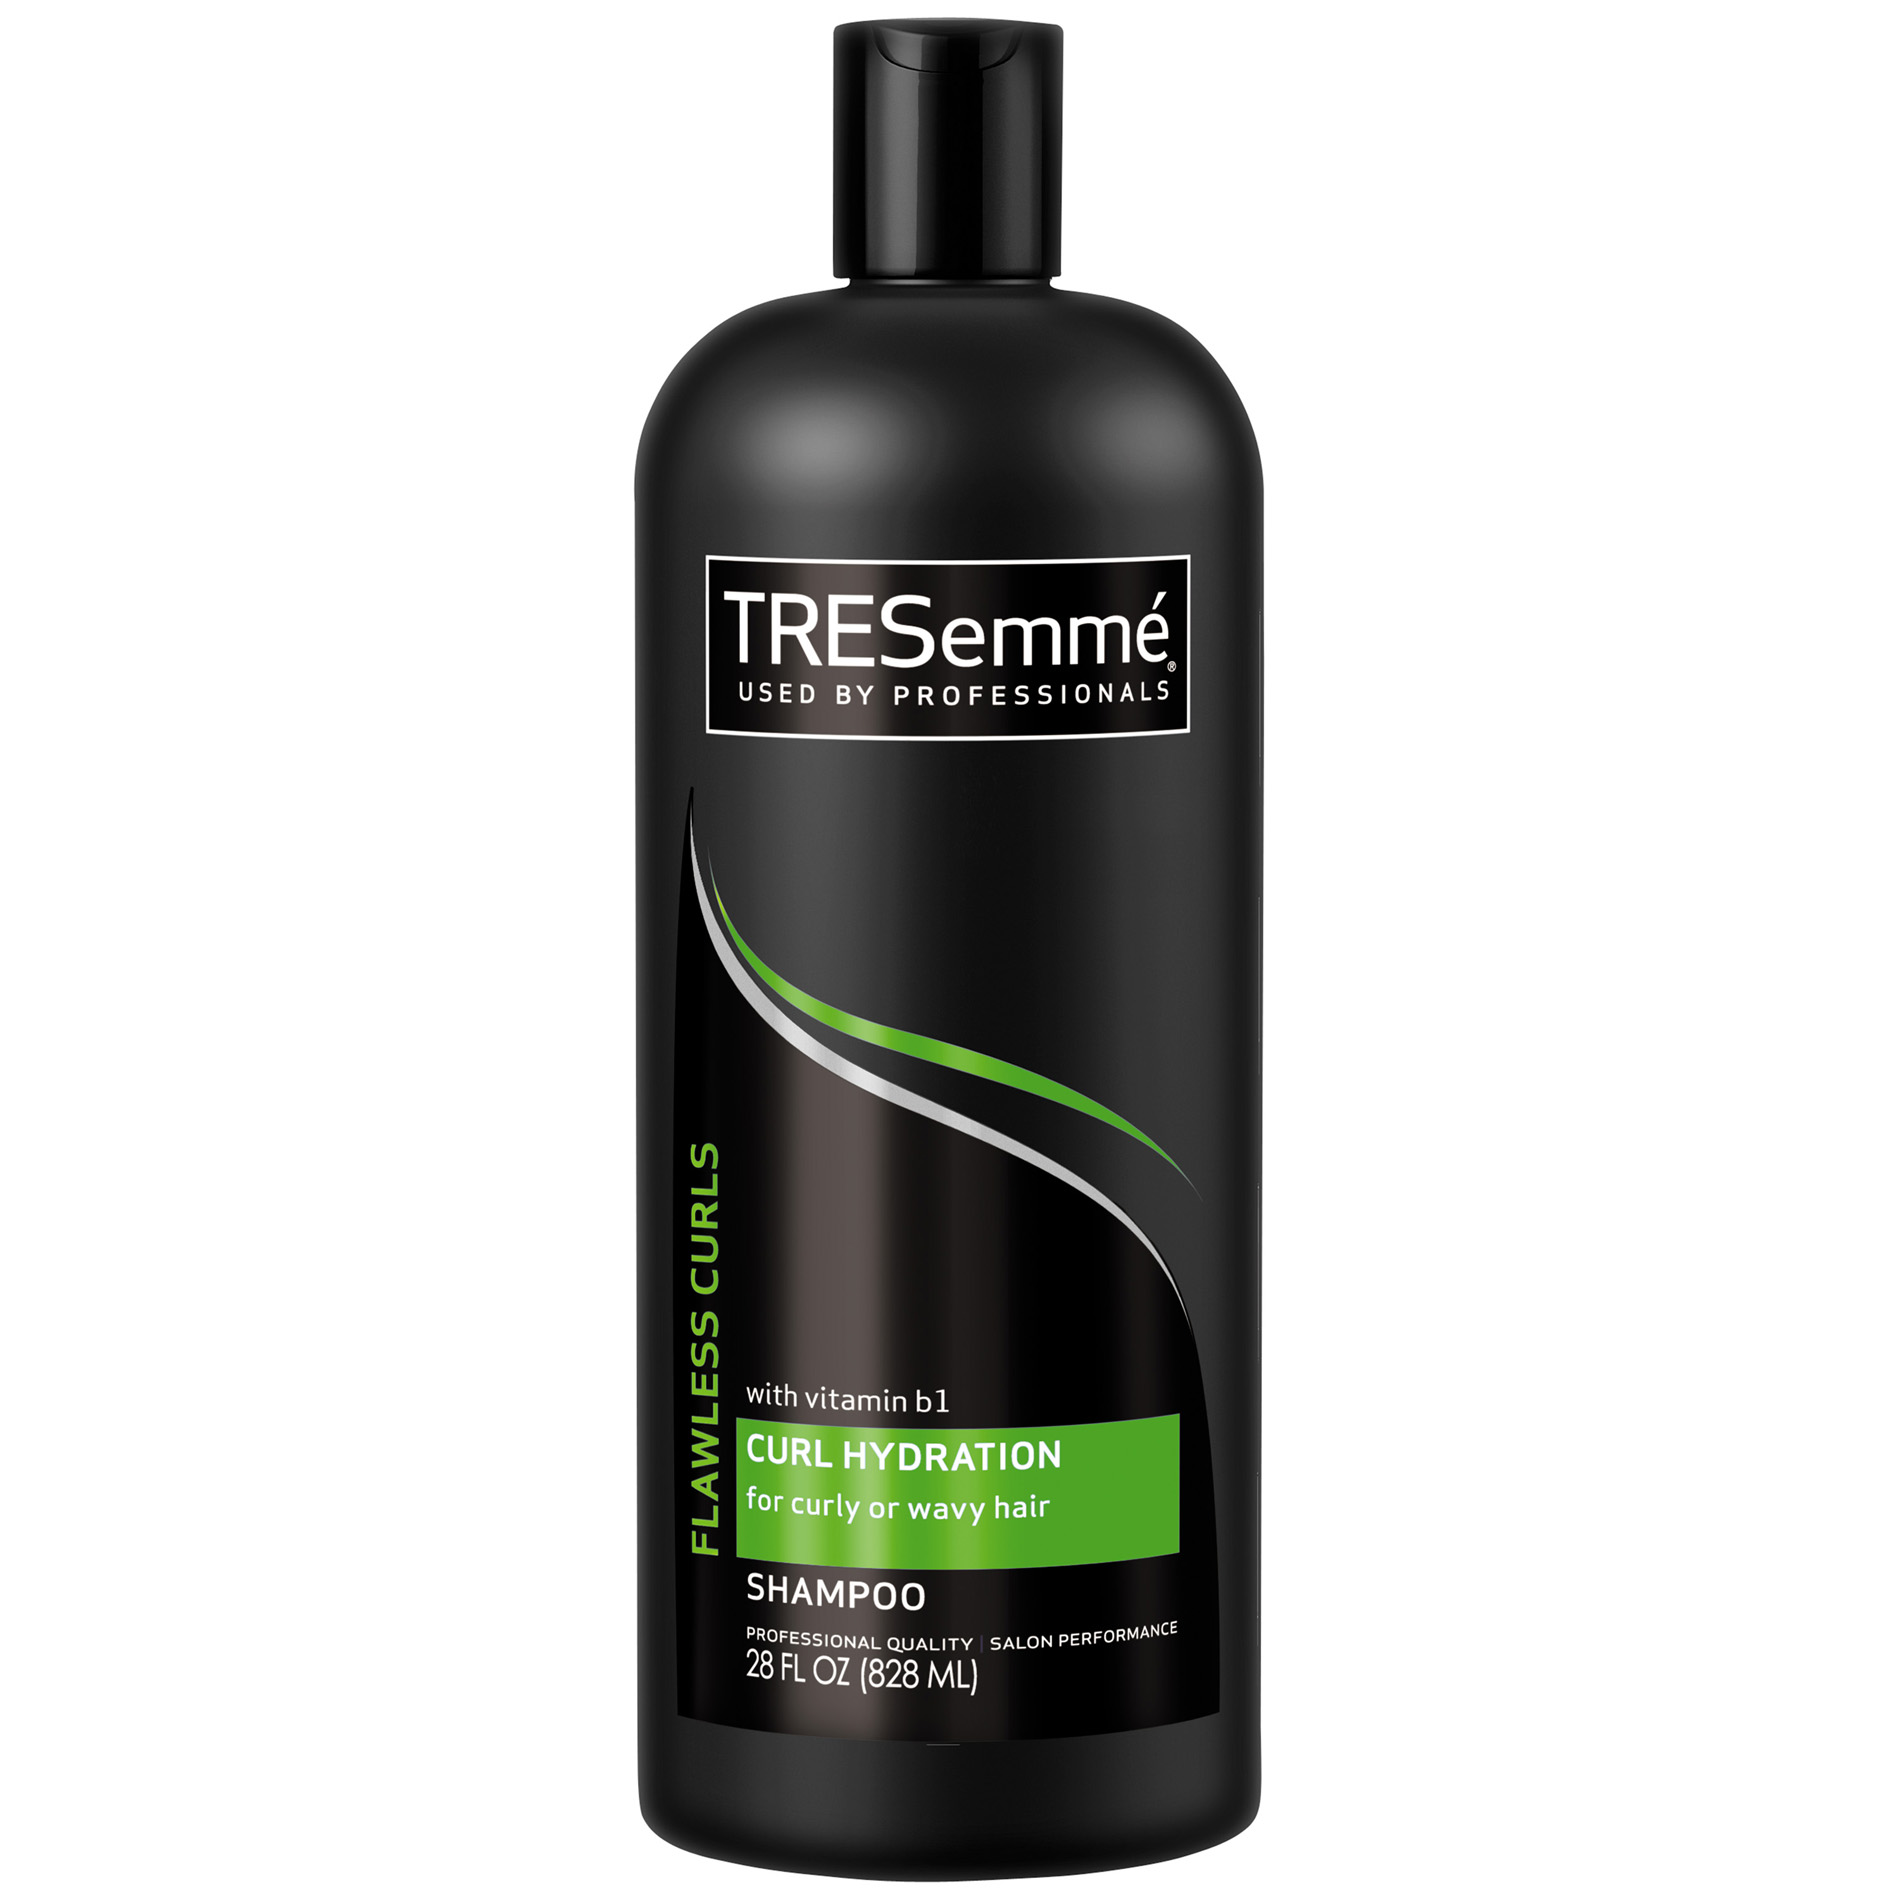 TRESemmé®
USED BY PROFESSIONALS
FLAWLESS CURLS
with vitamin b1
CURL HYDRATION
for curly or wavy hair
SHAMPOO
PROFESSIONAL QUALITY | SALON PERFORMANCE
28 FL OZ (828 ML)